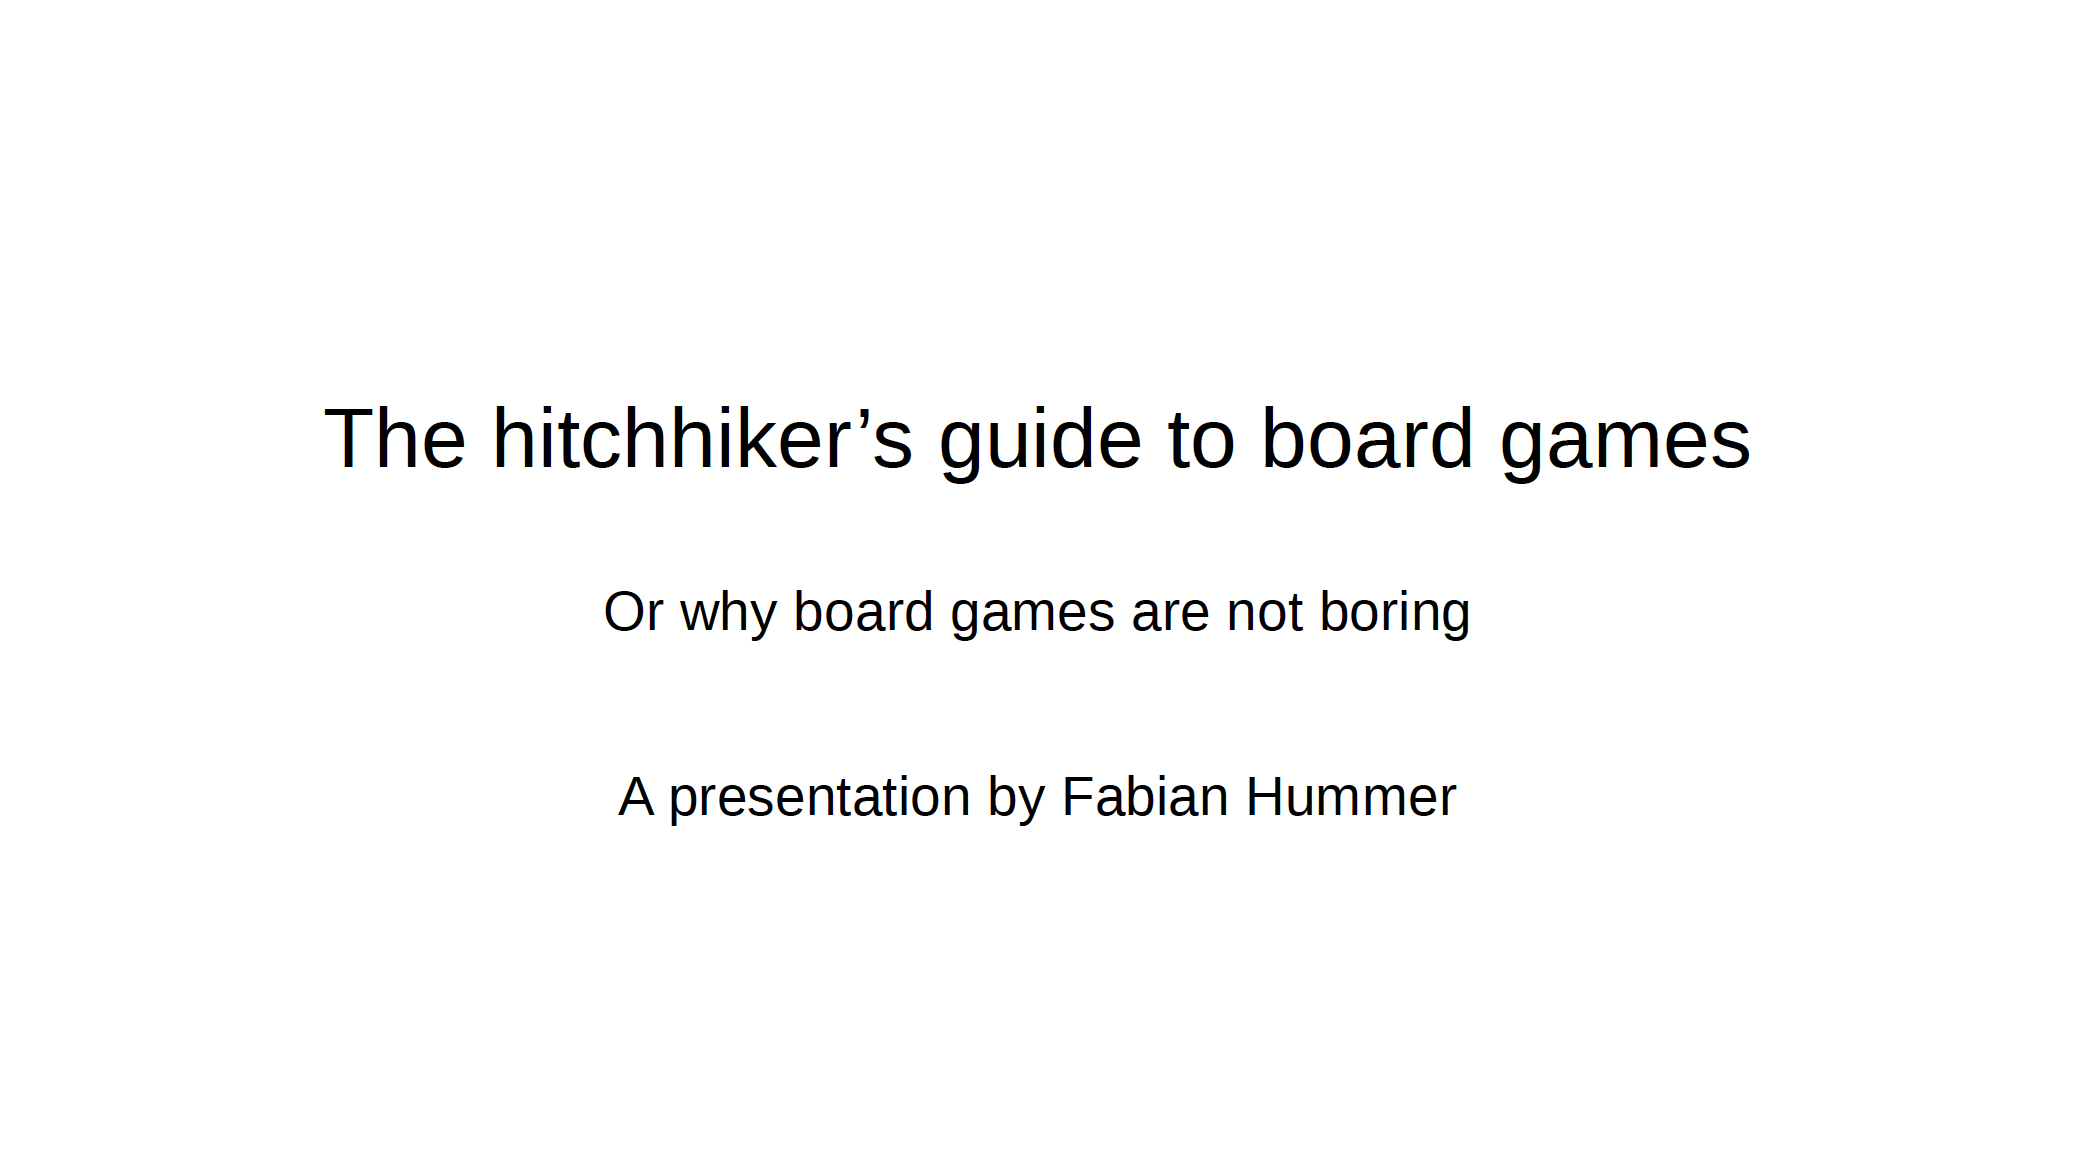 The hitchhiker’s guide to board games
Or why board games are not boring
A presentation by Fabian Hummer